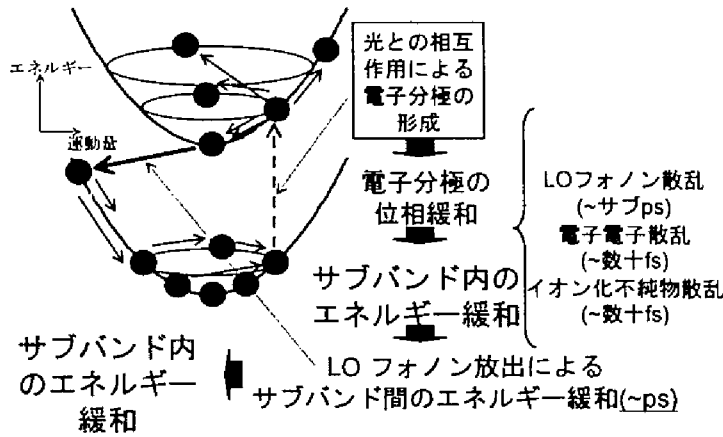 エネルギー
運動量
光との相互
作用による
電子分極の
形成
電子分極の
位相緩和
サブバンド内の
エネルギー緩和
LOフォノン散乱
(~サブps)
電子電子散乱
(~数十fs)
イオン化不純物散乱
(~数十fs)
LO フォノン放出による
サブバンド間のエネルギー緩和(~ps)
サブバンド内
のエネルギー
緩和